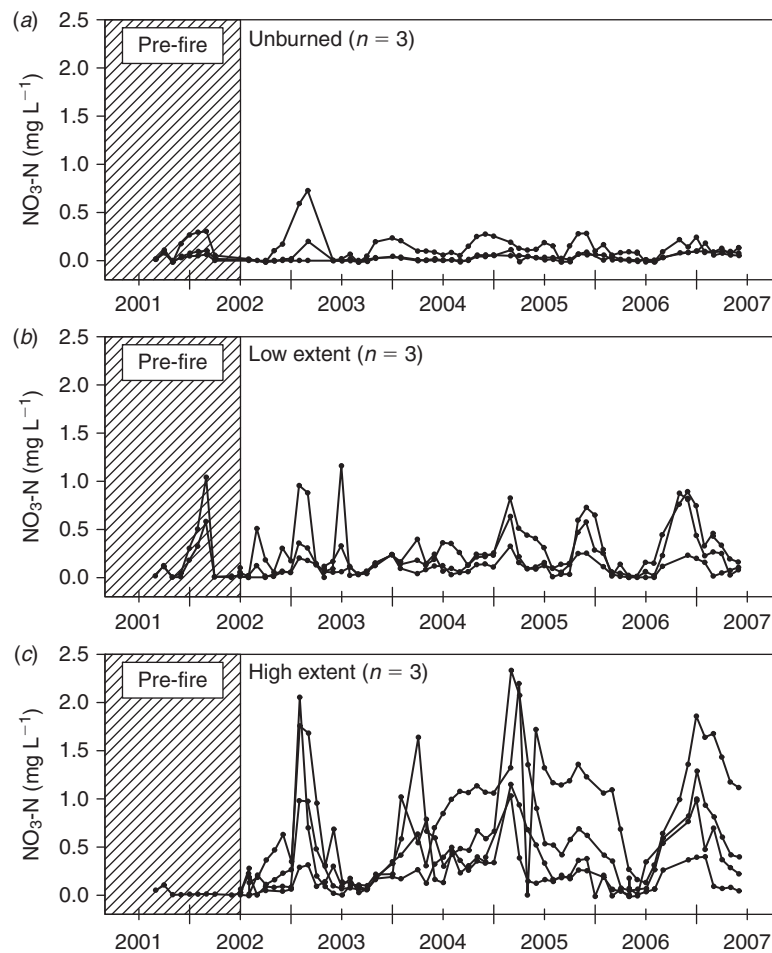 (a)
Pre-fire
Unburned (n = 3)
NO3-N (mg L−1)
2.5
2.0
1.5
1.0
0.5
0.0
2001 2002 2003 2004 2005 2006 2007
(b)
Pre-fire
Low extent (n = 3)
NO3-N (mg L−1)
2.5
2.0
1.5
1.0
0.5
0.0
2001 2002 2003 2004 2005 2006 2007
(c)
Pre-fire
High extent (n = 3)
NO3-N (mg L−1)
2.5
2.0
1.5
1.0
0.5
0.0
2001 2002 2003 2004 2005 2006 2007